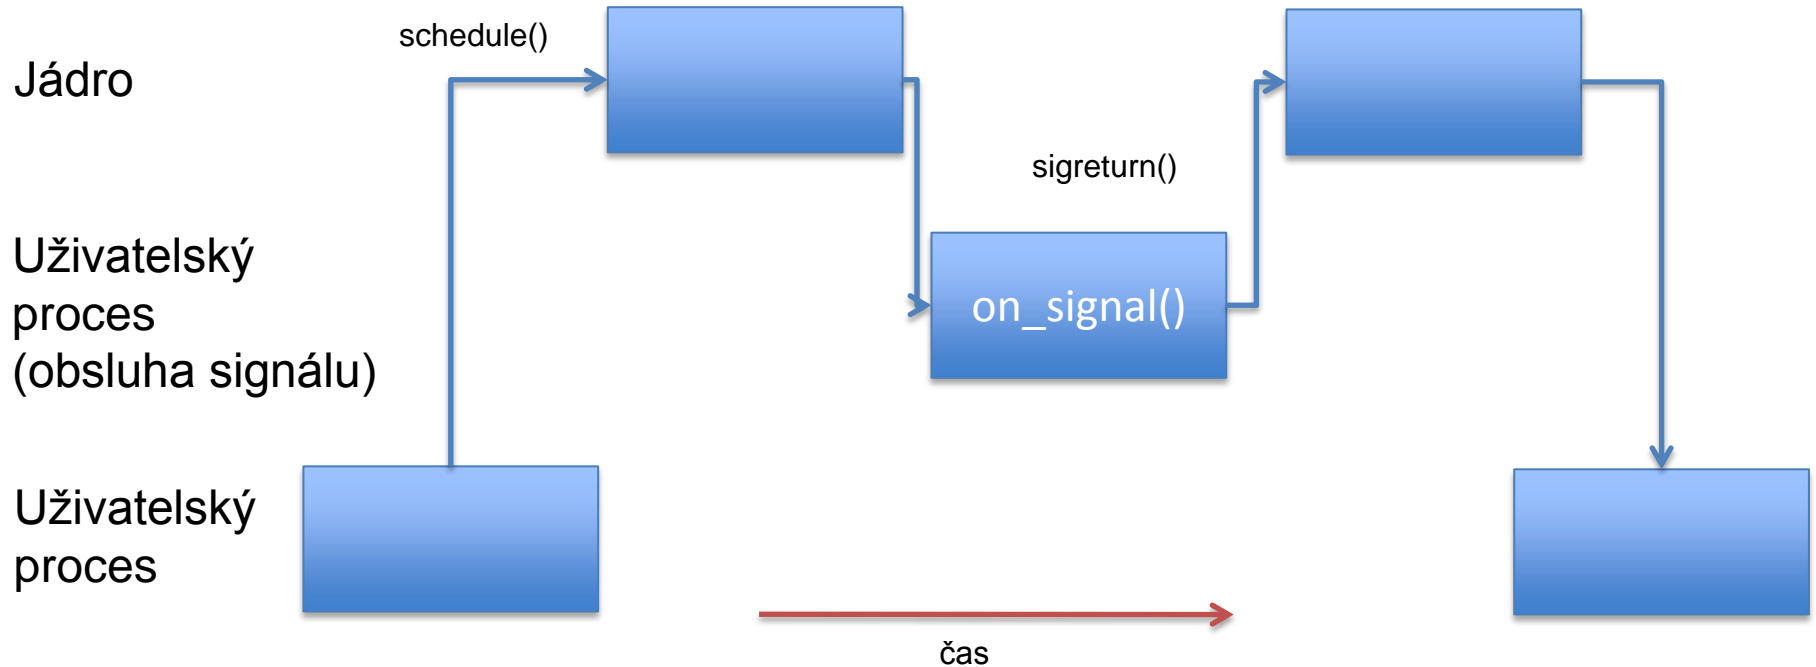 schedule()
Jádro
sigreturn()
Uživatelský
proces
(obsluha signálu)
on_signal()
Uživatelský
proces
čas